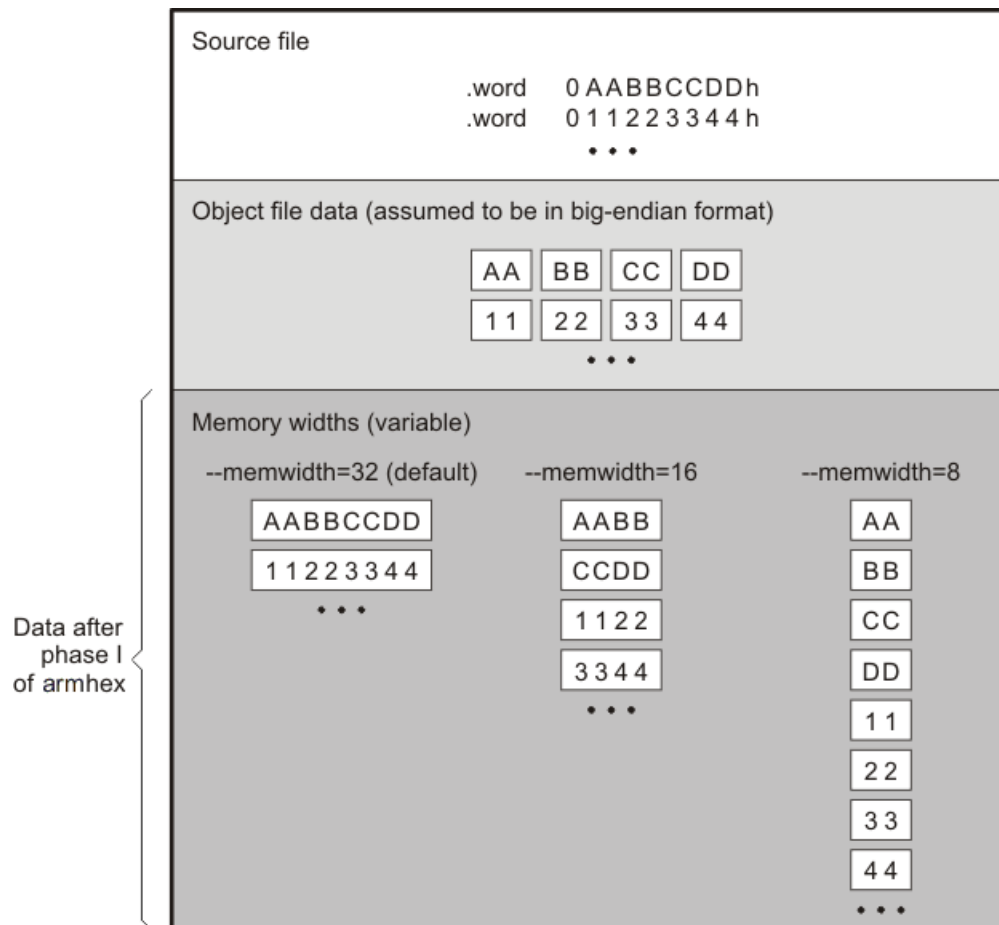 Source file
.word 0AABBCCDDh
.word 011223344h
• • •
Object file data (assumed to be in big-endian format)
AA BB CC DD
11 22 33 44
• • •
Data after
phase I
of armhex
Memory widths (variable)
--memwidth=32 (default) --memwidth=16 --memwidth=8
AABBCCDD AABB AA
11223344 CCDD BB
• • • 1122 CC
3344 DD
• • • 11
22
33
44
• • •